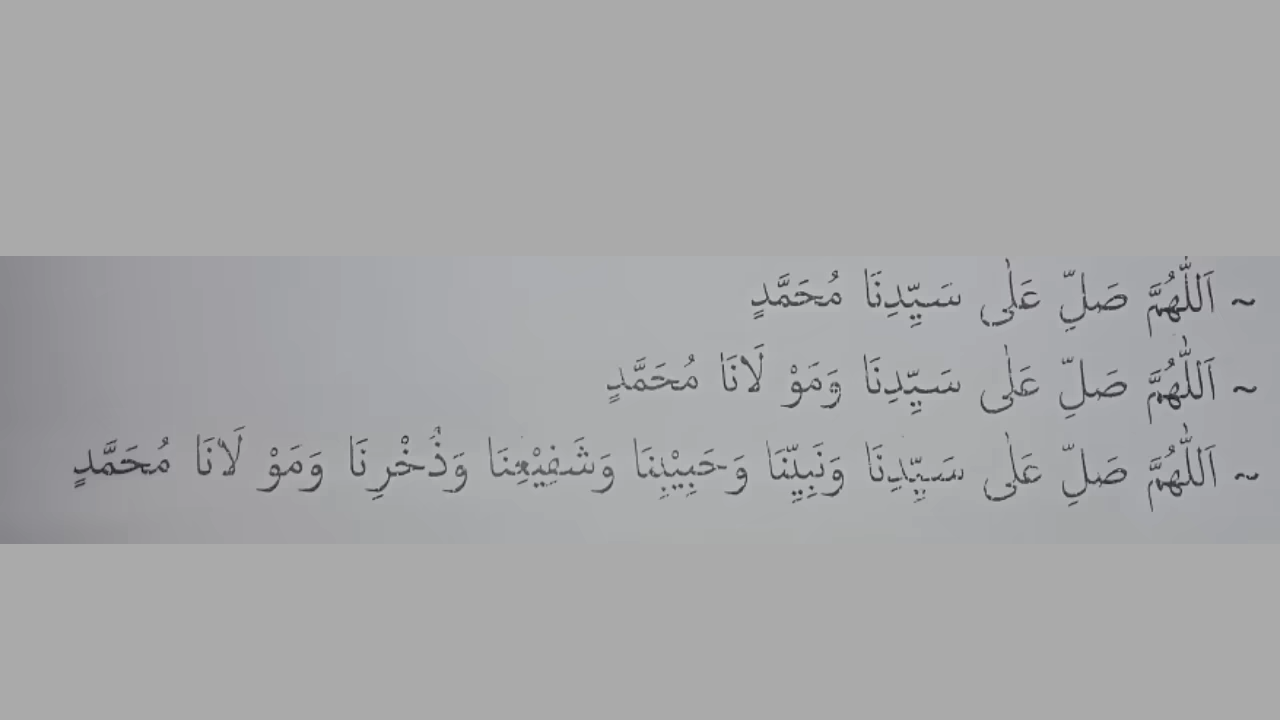 ~ اَللّٰهُمَّ صَلِّ عَلٰى سَيِّدِنَا مُحَمَّدٍ
~ اَللّٰهُمَّ صَلِّ عَلٰى سَيِّدِنَا وَمَوْ لَانَا مُحَمَّدٍ
~ اَللّٰهُمَّ صَلِّ عَلٰى سَيِّدِنَا وَنَبِيِّنَا وَحَبِيْبِنَا وَشَفِيْعِنَا وَذُخْرِنَا وَمَوْ لَانَا مُحَمَّدٍ